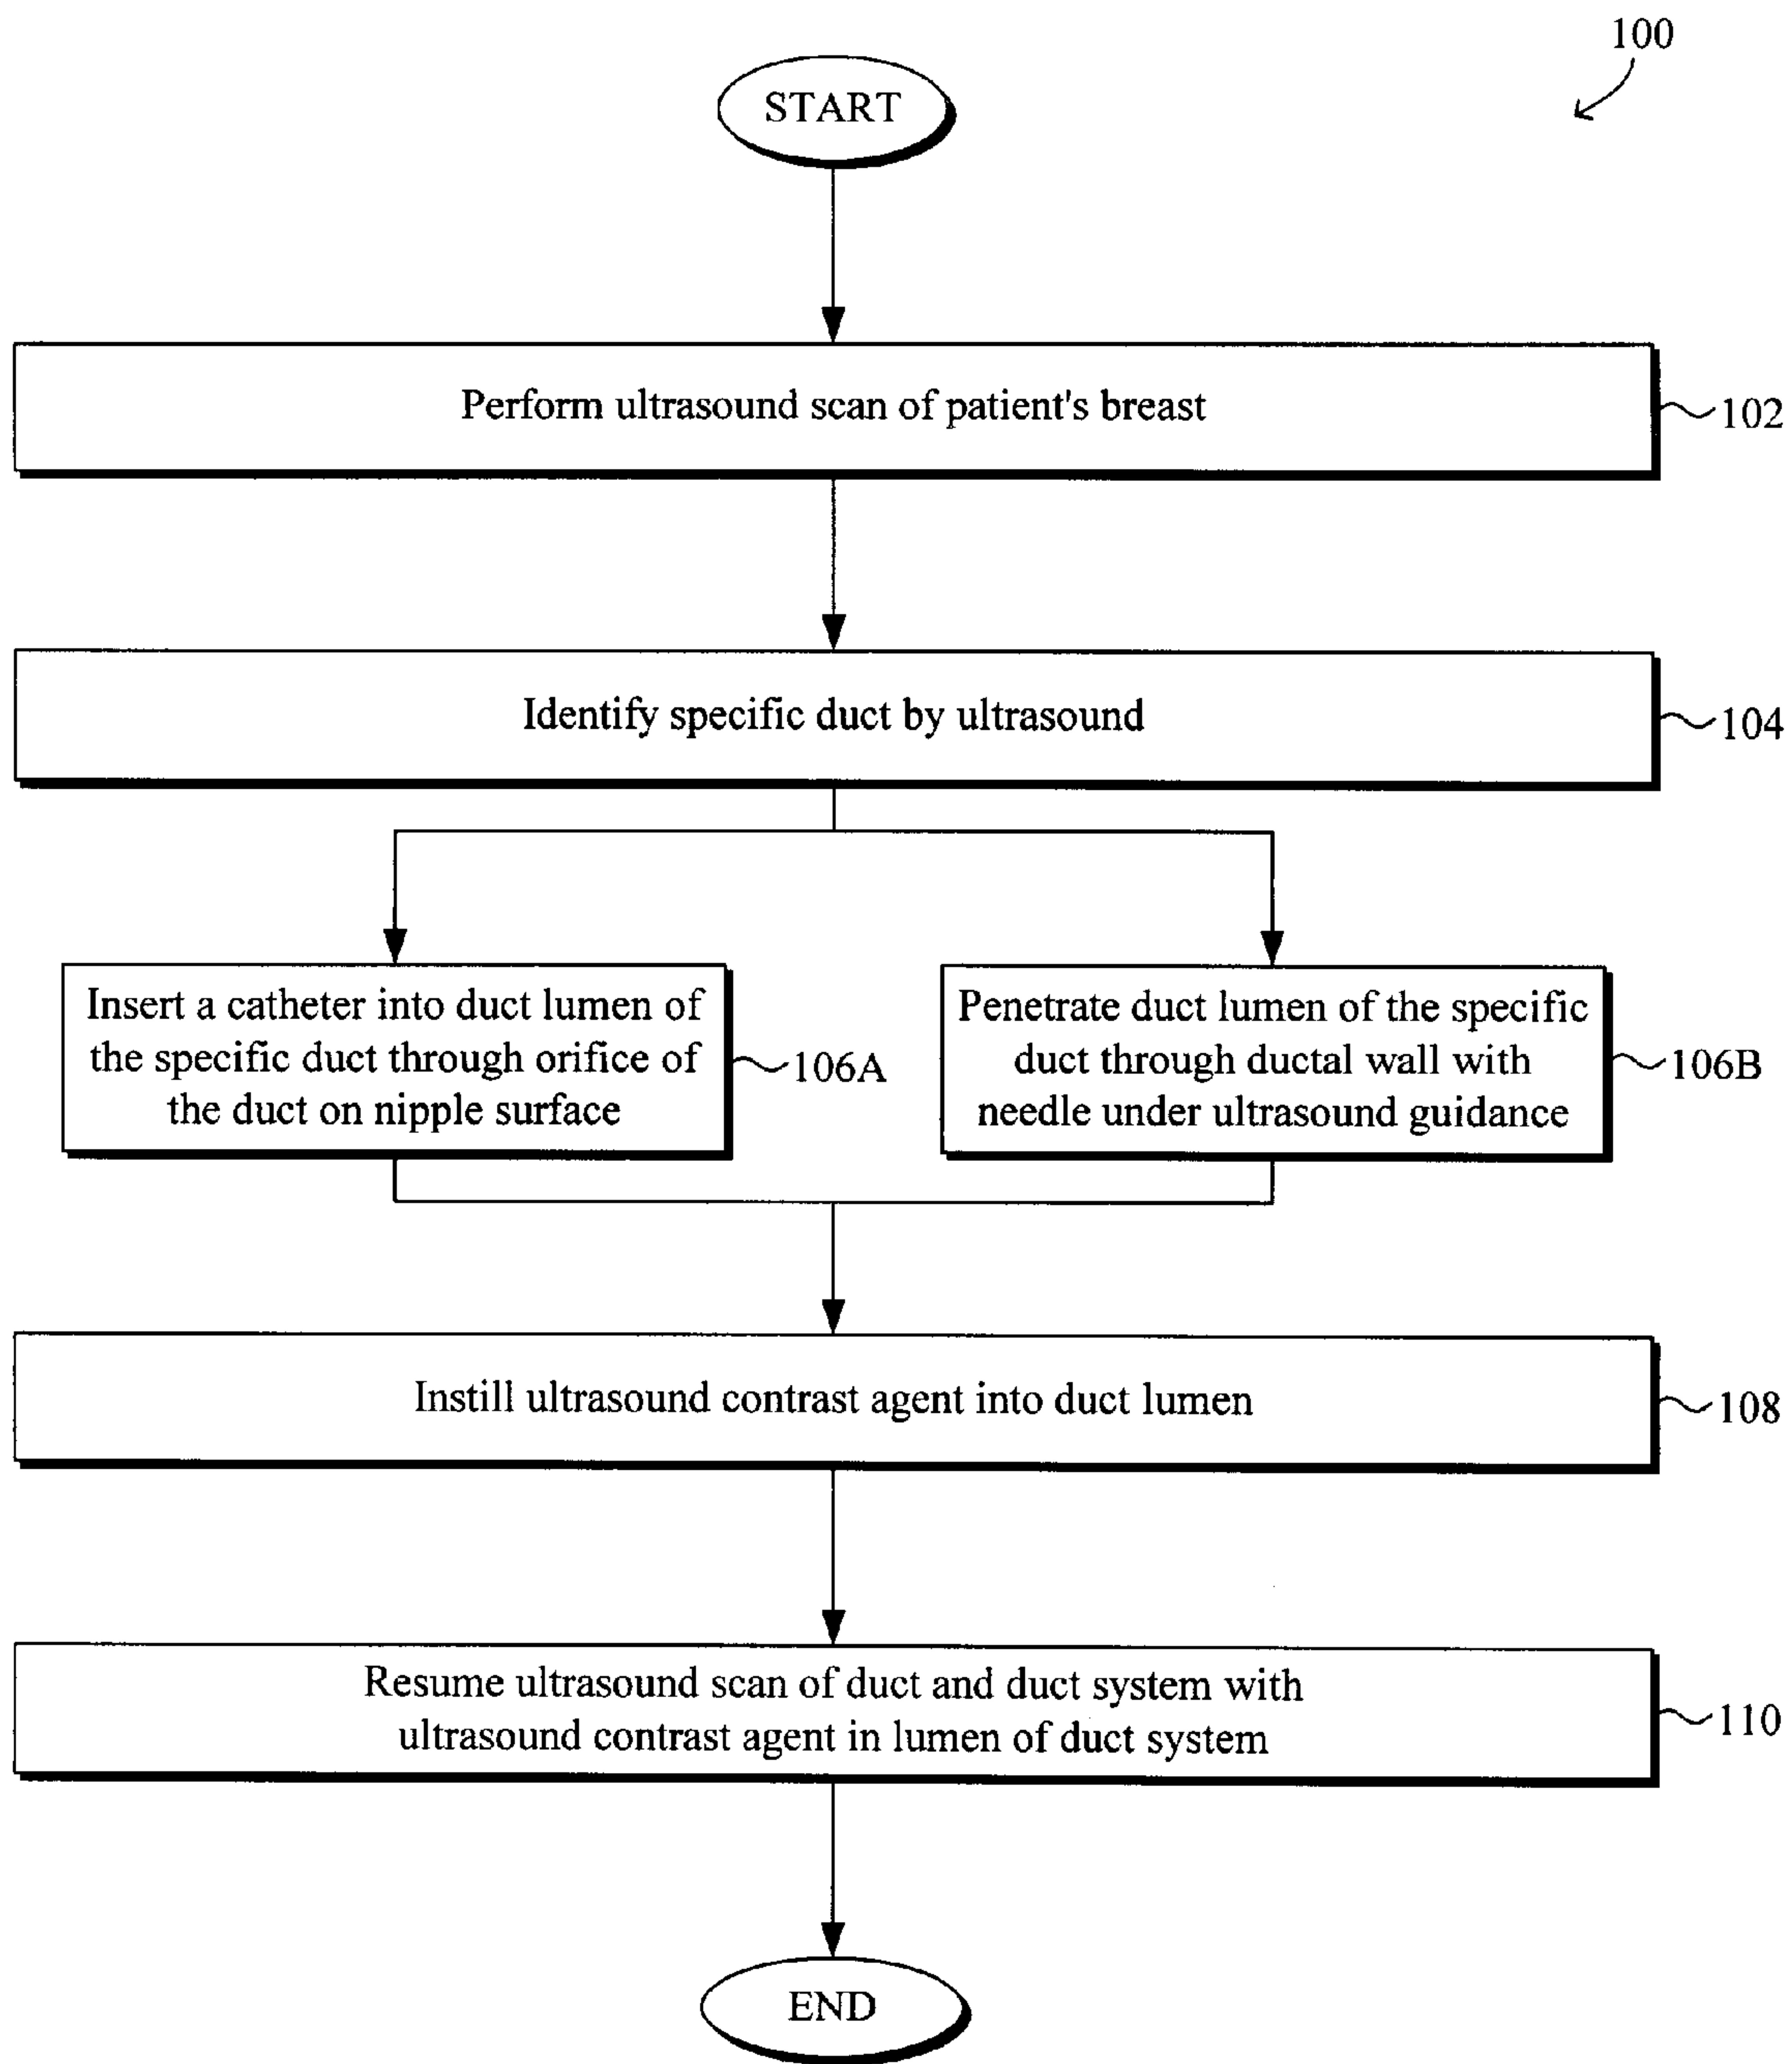 100
START
Perform ultrasound scan of patient's breast
102
Identify specific duct by ultrasound
104
Insert a catheter into duct lumen of
the specific duct through orifice of
the duct on nipple surface
106A
Penetrate duct lumen of the specific
duct through ductal wall with
needle under ultrasound guidance
106B
Instill ultrasound contrast agent into duct lumen
108
Resume ultrasound scan of duct and duct system with
ultrasound contrast agent in lumen of duct system
110
END